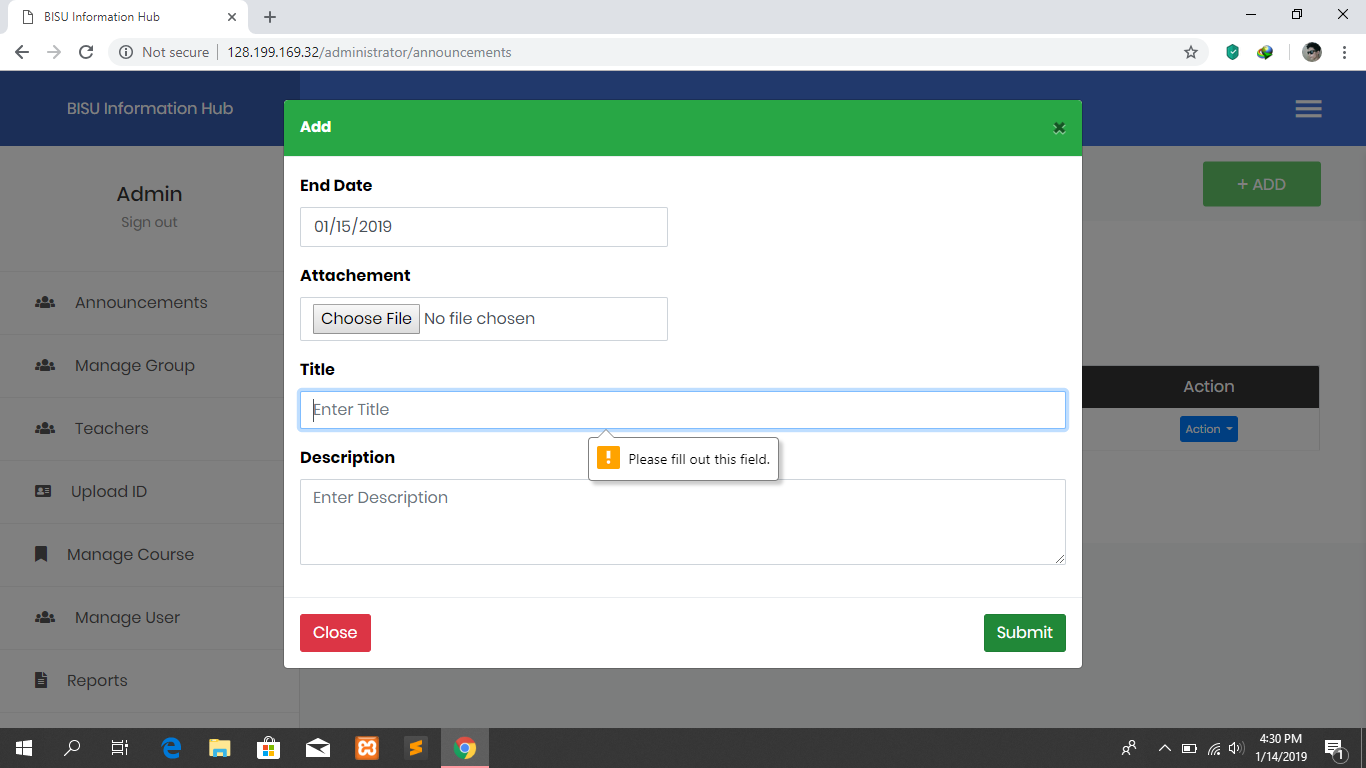 BISU Information Hub
Not secure
128.199.169.32/administrator/announcements
BISU Information Hub
Admin
Sign out
Announcements
Manage Group
Teachers
Upload ID
Manage Course
Manage User
Reports
+ ADD
Action
Action
Add
End Date
01/15/2019
Attachement
Choose File No file chosen
Title
Enter Title
Please fill out this field.
Description
Enter Description
Close
Submit
4:30 PM
1/14/2019
1